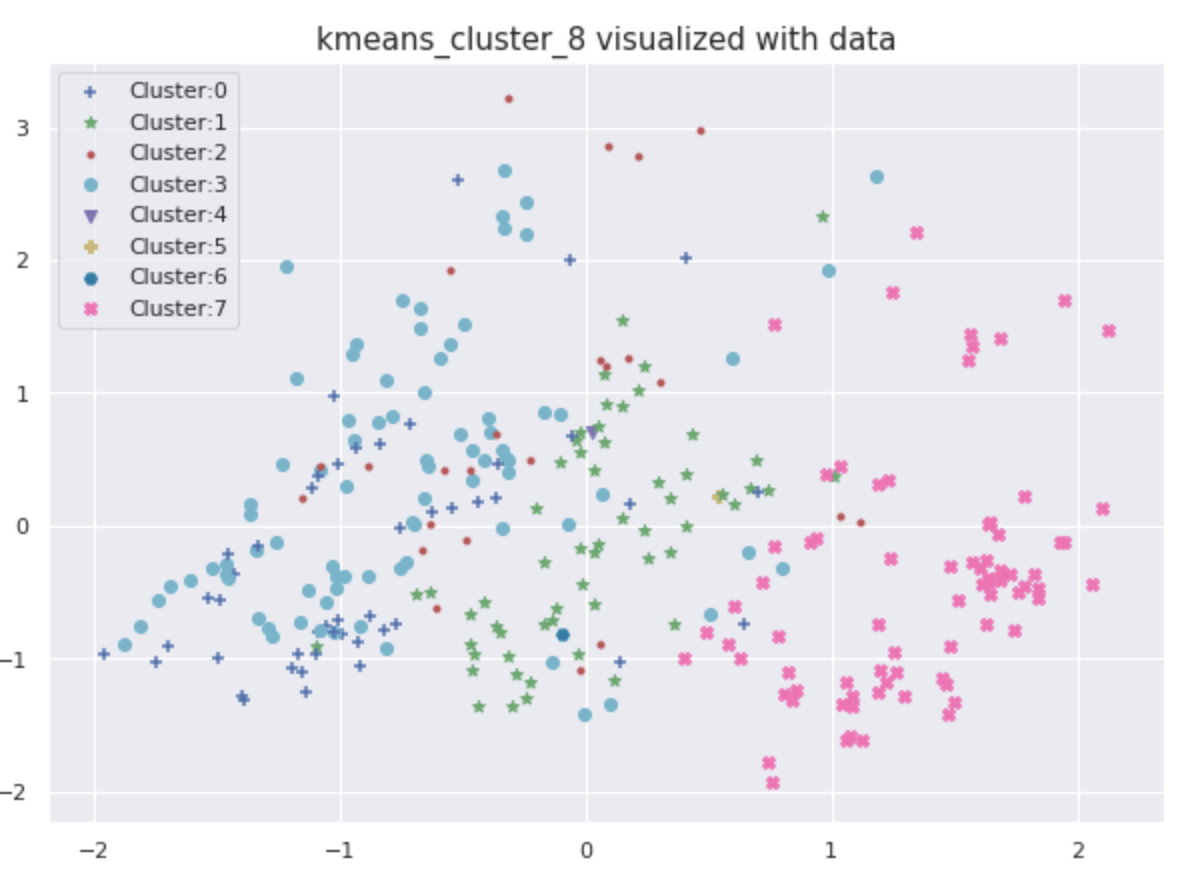 kmeans_cluster_8 visualized with data
Cluster:0
Cluster:1
Cluster:2
Cluster:3
Cluster:4
Cluster:5
Cluster:6
Cluster:7
3
2
1
0
−1
−2
−2 −1 0 1 2